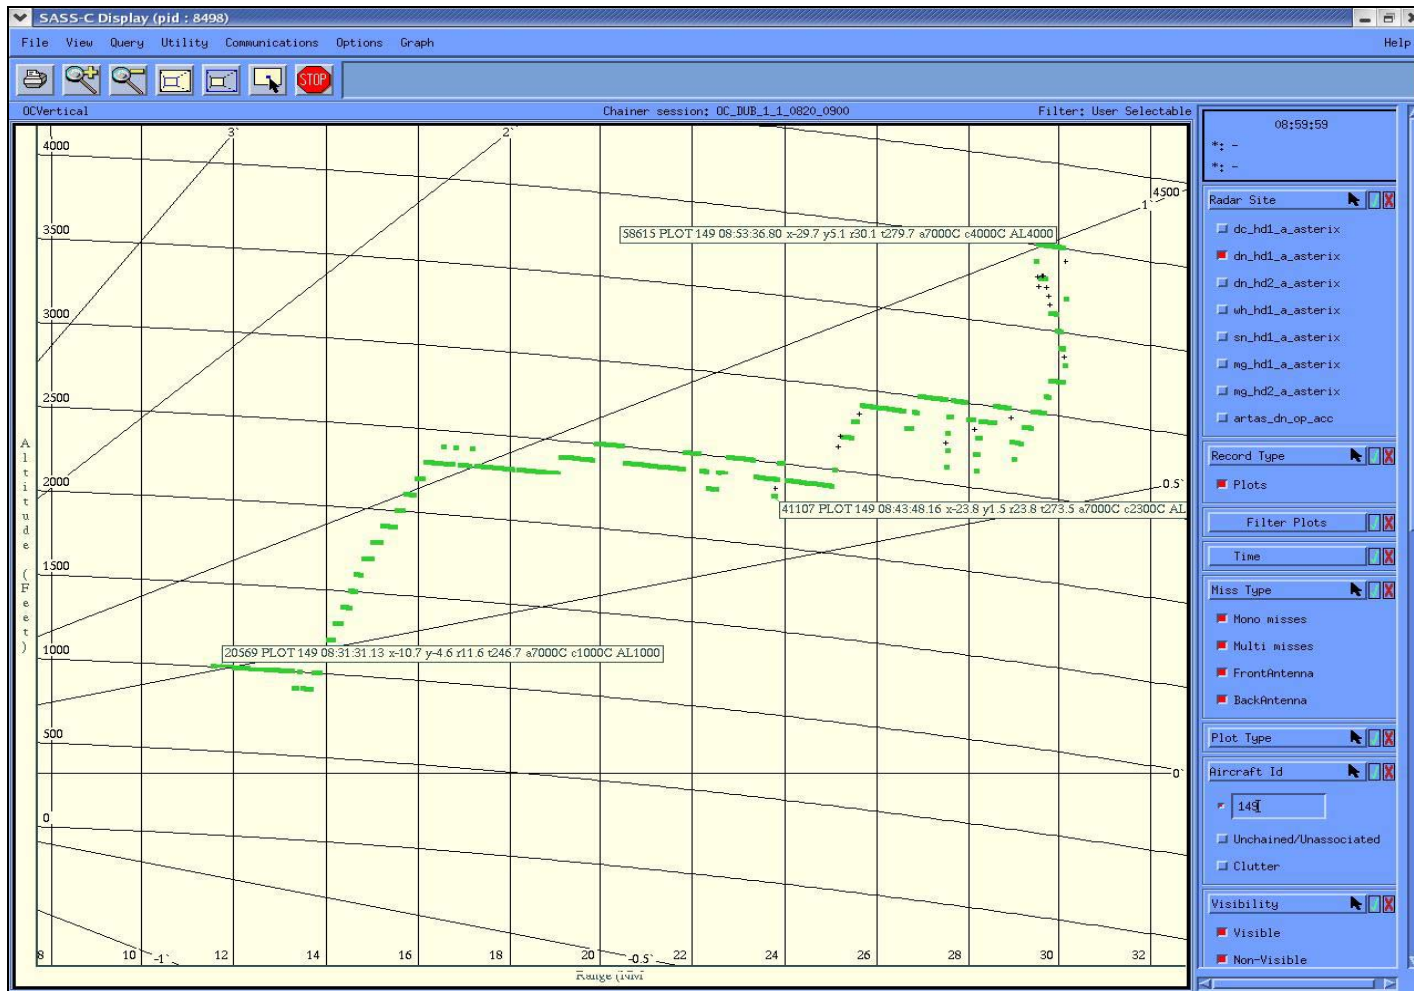 SASS-C Display (pid : 8498)
File View Query Utility Communications Options Graph Help
STOP
OCVertical Chainer session: OC_DUB_1_1_0820_0900 Filter: User Selectable
08:59:59
*: -
*: -
Radar Site
dc_hd1_a_asterix
dn_hd1_a_asterix
dn_hd2_a_asterix
wh_hd1_a_asterix
sn_hd1_a_asterix
mg_hd1_a_asterix
mg_hd2_a_asterix
artas_dn_op_acc
Record Type
Plots
Filter Plots
Time
Miss Type
Mono misses
Multi misses
FrontAntenna
BackAntenna
Plot Type
Aircraft Id
149
Unchained/Unassociated
Clutter
Visibility
Visible
Non-Visible
3` 2`
4000
4500
1`
58615 PLOT 149 08:53:36.80 x-29.7 y5.1 r30.1 t279.7 a7000C c4000C AL4000
3500
3000
2500
2000
0.5`
41107 PLOT 149 08:43:48.16 x-23.8 y1.5 r23.8 t273.5 a7000C c2300C AL
1500
1000
20569 PLOT 149 08:31:31.13 x-10.7 y-4.6 r11.6 t246.7 a7000C c1000C AL1000
500
0`
0
Altitude (Feet)
8 10 -1` 12 14 16 18 20 -0.5` 22 24 26 28 30 32
Range (NM